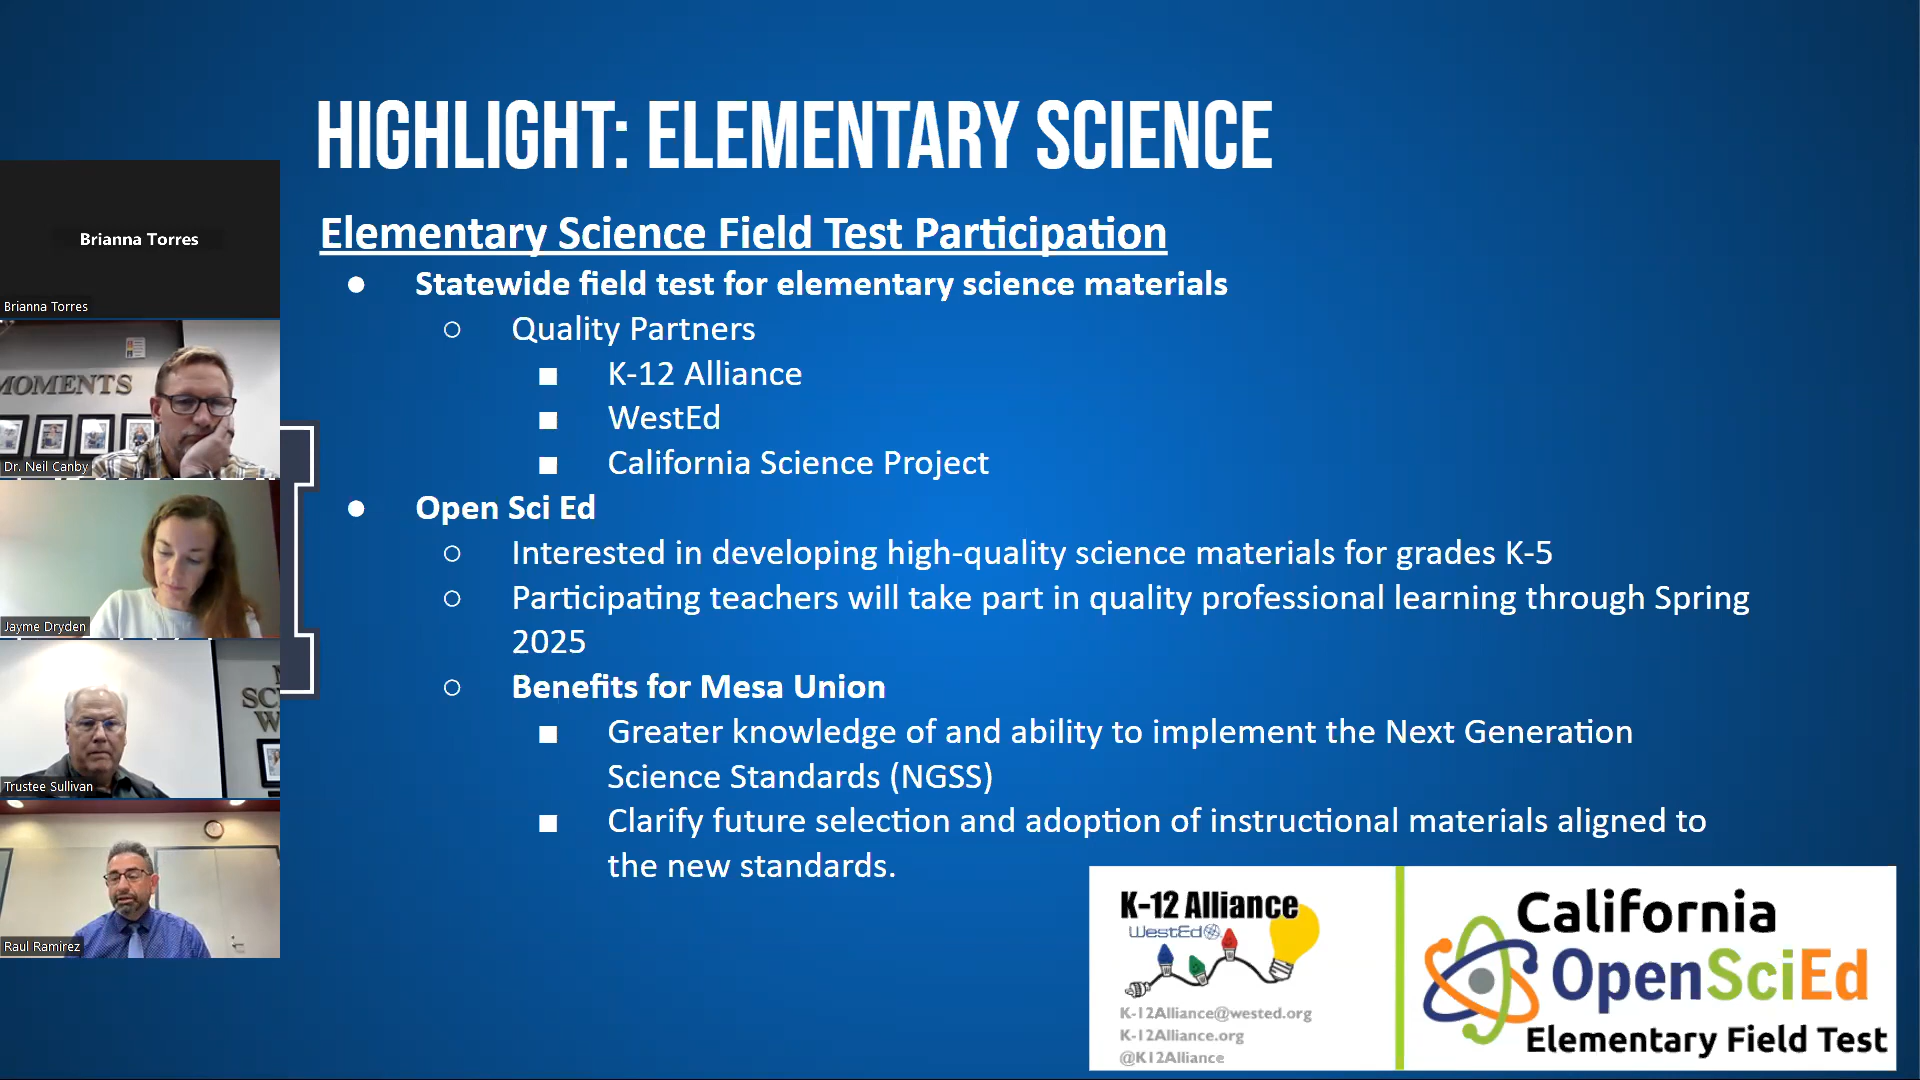 HIGHLIGHT: ELEMENTARY SCIENCE
Elementary Science Field Test Participation
● Statewide field test for elementary science materials
○ Quality Partners
■ K-12 Alliance
■ WestEd
■ California Science Project
● Open Sci Ed
○ Interested in developing high-quality science materials for grades K-5
○ Participating teachers will take part in quality professional learning through Spring
2025
○ Benefits for Mesa Union
■ Greater knowledge of and ability to implement the Next Generation
Science Standards (NGSS)
■ Clarify future selection and adoption of instructional materials aligned to
the new standards.
Brianna Torres
Brianna Torres
MOMENTS
Dr. Neil Canby
Jayme Dryden
Trustee Sullivan
Raul Ramirez
K-12 Alliance
WestEd
K-12Alliance@wested.org
K-12Alliance.org
@K12Alliance
California
OpenSciEd
Elementary Field Test